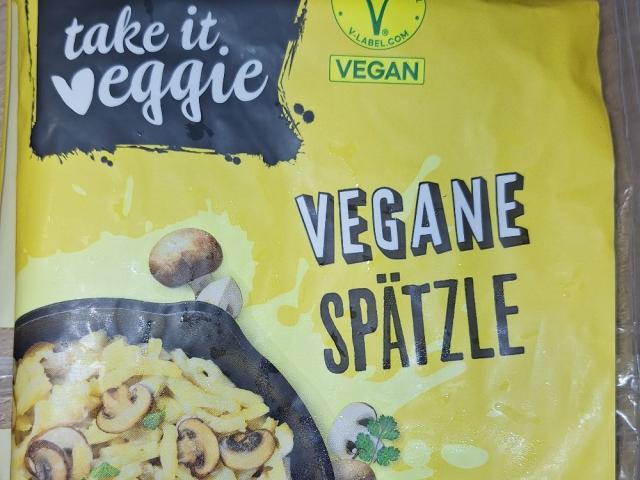 take it
veggie
V-LABEL.COM
VEGAN
VEGANE
SPÄTZLE